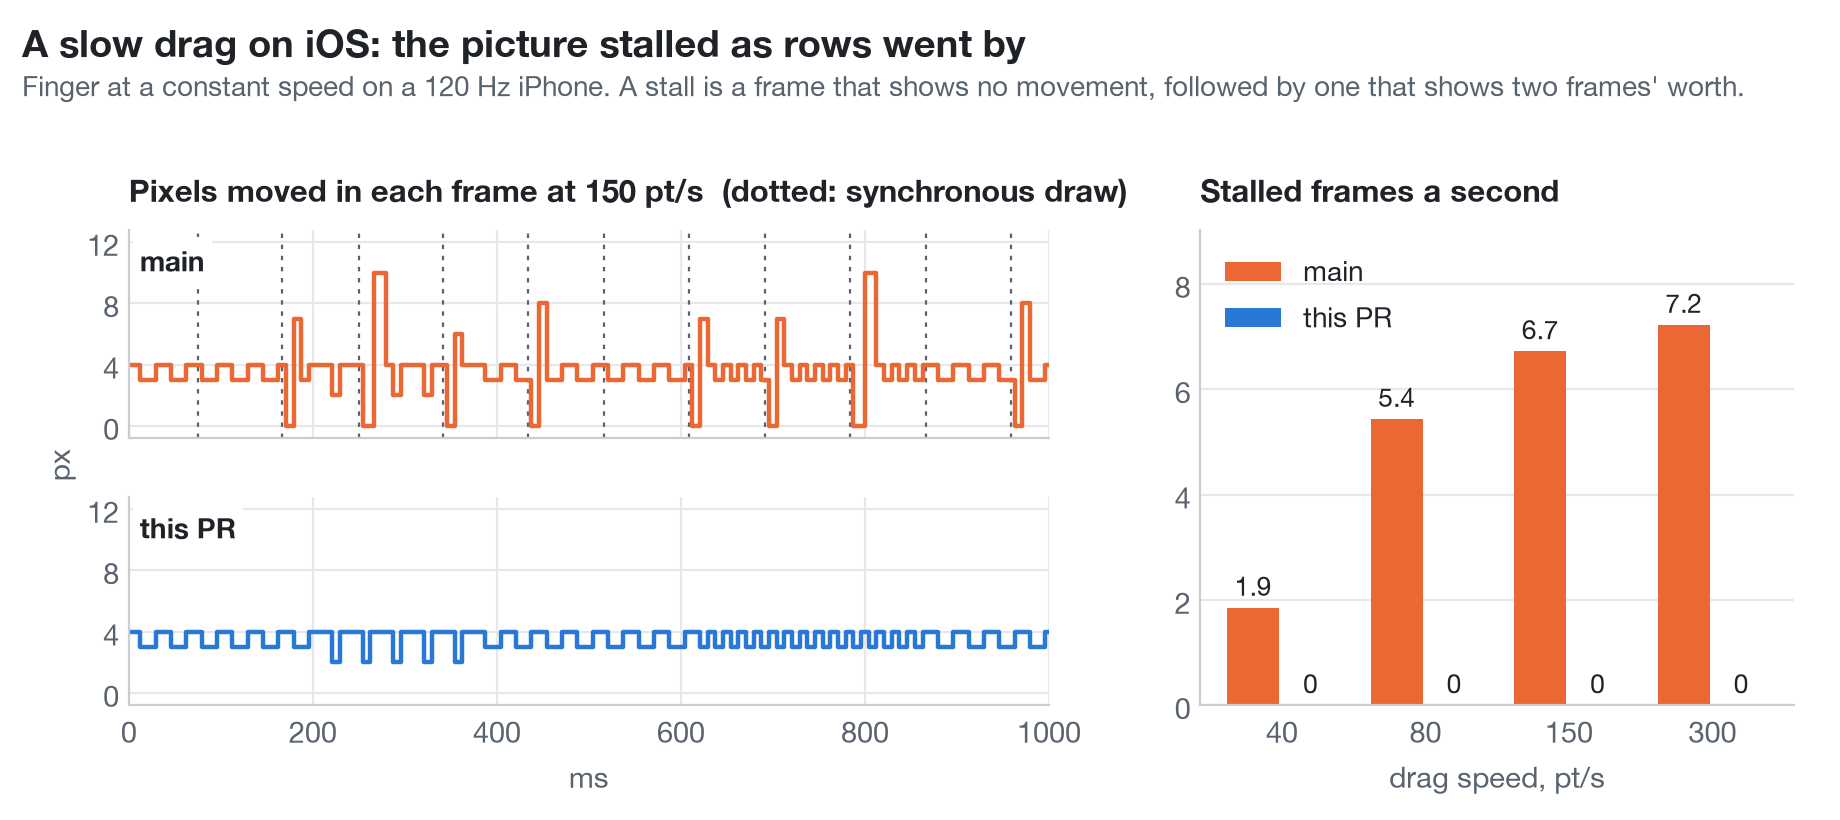 A slow drag on iOS: the picture stalled as rows went by
Finger at a constant speed on a 120 Hz iPhone. A stall is a frame that shows no movement, followed by one that shows two frames' worth.
Pixels moved in each frame at 150 pt/s (dotted: synchronous draw)
12
main
8
4
0
px
12
this PR
8
4
0
0 200 400 600 800 1000
ms
Stalled frames a second
main
this PR
8
6
4
2
0
1.9 0 5.4 0 6.7 0 7.2 0
40 80 150 300
drag speed, pt/s